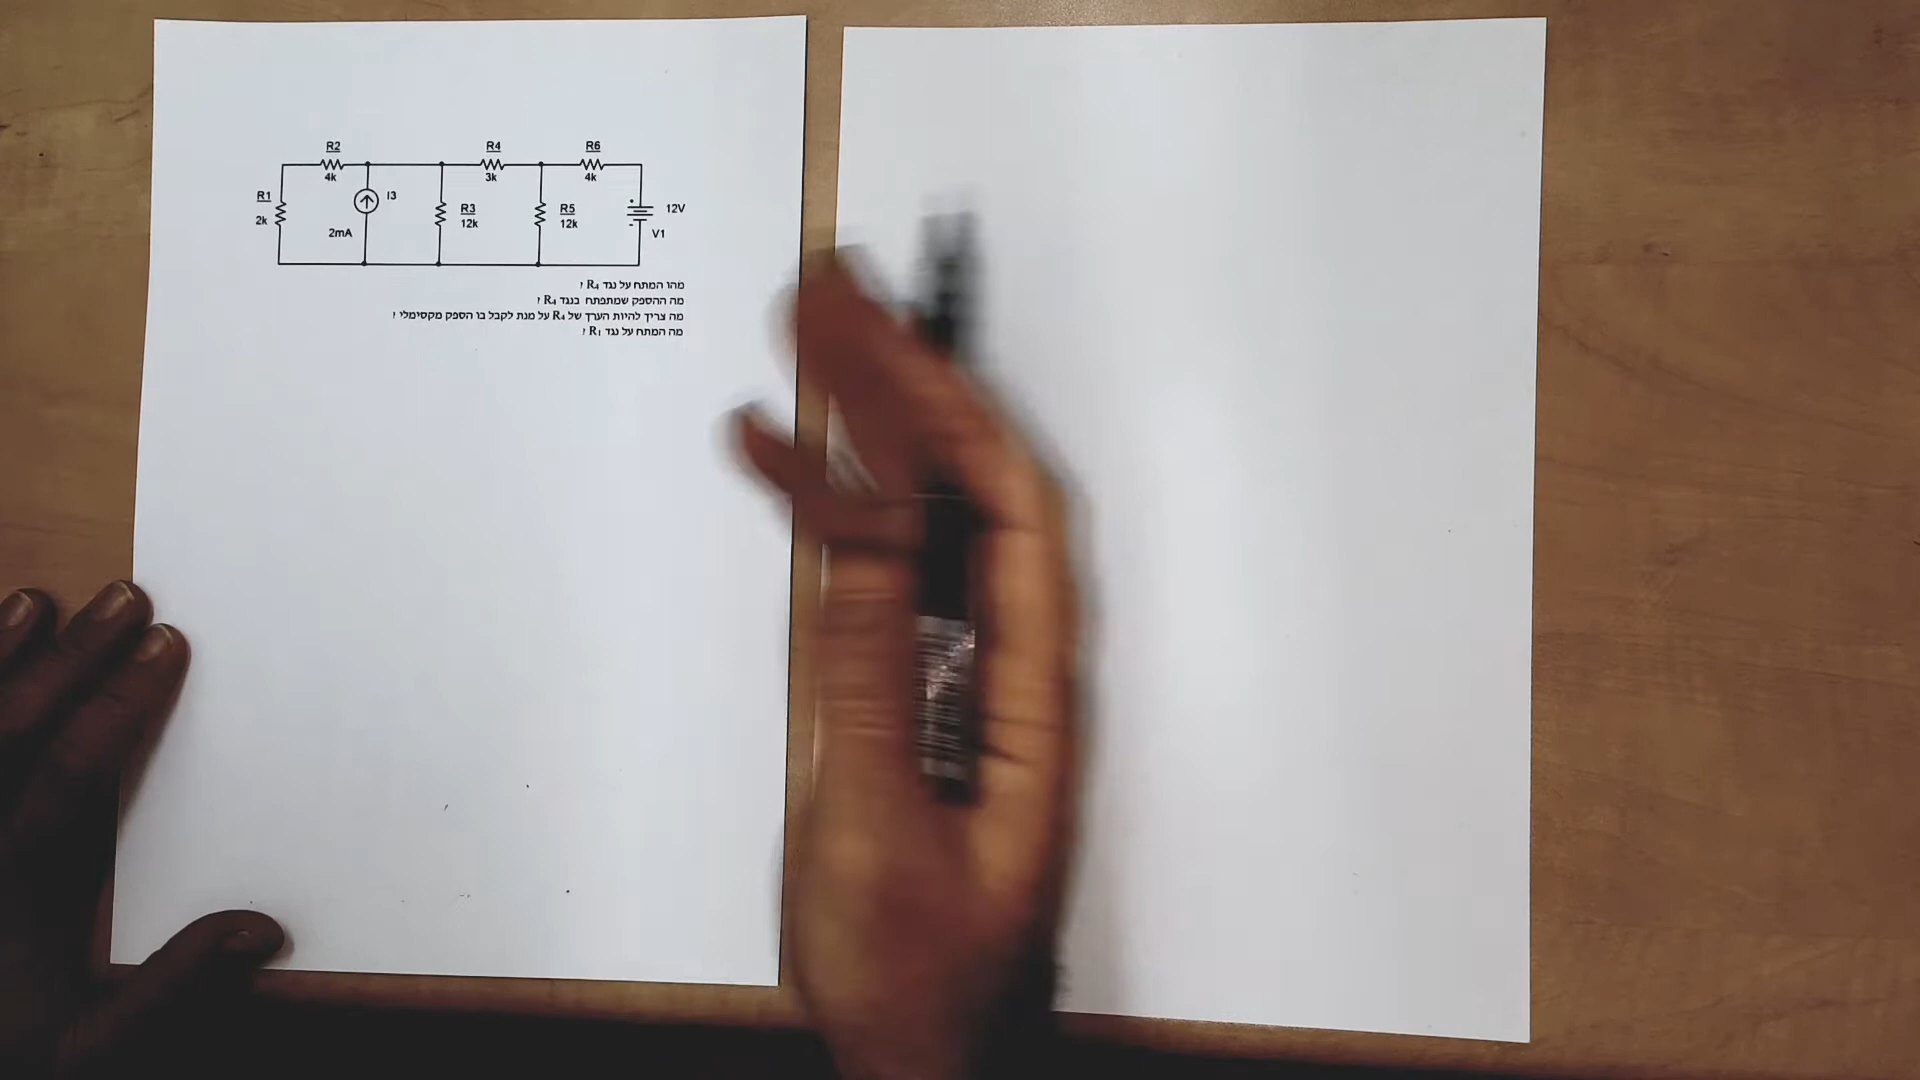 R2
4k
R4
3k
R6
4k
R1
2k
I3
2mA
R3
12k
R5
12k
12V
V1
מהו המתח על נגד R4 ?
מה ההספק שמתפתח בנגד R4 ?
מה צריך להיות הערך של R4 על מנת לקבל בו הספק מקסימלי ?
מה המתח על נגד R1 ?